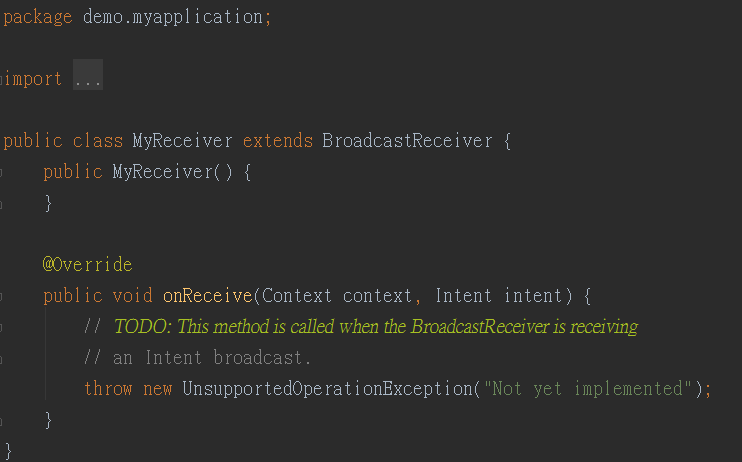 package demo.myapplication;
import ...
public class MyReceiver extends BroadcastReceiver {
public MyReceiver() {
}
@Override
public void onReceive(Context context, Intent intent) {
// TODO: This method is called when the BroadcastReceiver is receiving
// an Intent broadcast.
throw new UnsupportedOperationException("Not yet implemented");
}
}